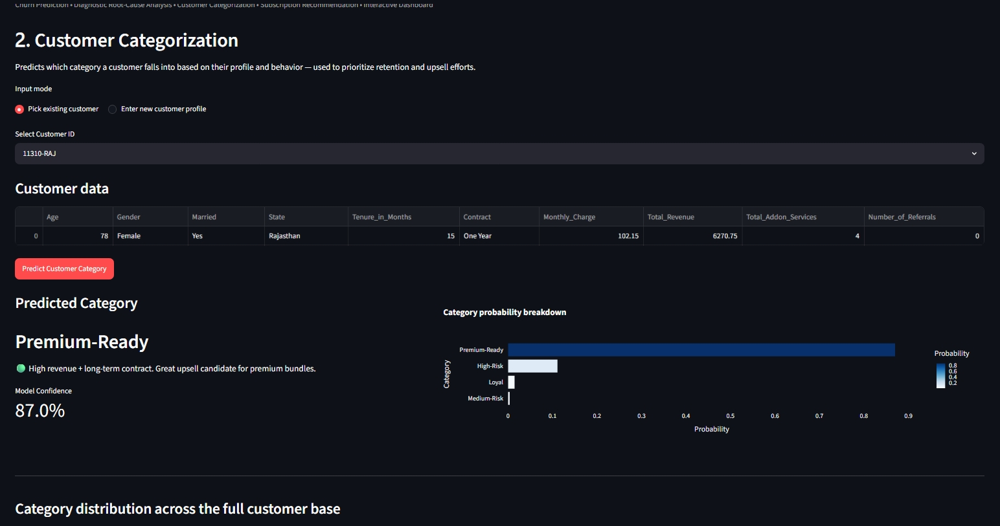 Churn Prediction • Diagnostic Root-Cause Analysis • Customer Categorization • Subscription Recommendation • Interactive Dashboard
2. Customer Categorization
Predicts which category a customer falls into based on their profile and behavior — used to prioritize retention and upsell efforts.
Input mode
Pick existing customer Enter new customer profile
Select Customer ID
11310-RAJ
Customer data
Age Gender Married State Tenure_in_Months Contract Monthly_Charge Total_Revenue Total_Addon_Services Number_of_Referrals
0 78 Female Yes Rajasthan 15 One Year 102.15 6270.75 4 0
Predict Customer Category
Predicted Category
Premium-Ready
High revenue + long-term contract. Great upsell candidate for premium bundles.
Model Confidence
87.0%
Category probability breakdown
Category
Premium-Ready
High-Risk
Loyal
Medium-Risk
0 0.1 0.2 0.3 0.4 0.5 0.6 0.7 0.8 0.9
Probability
Probability
0.8
0.6
0.4
0.2
Category distribution across the full customer base